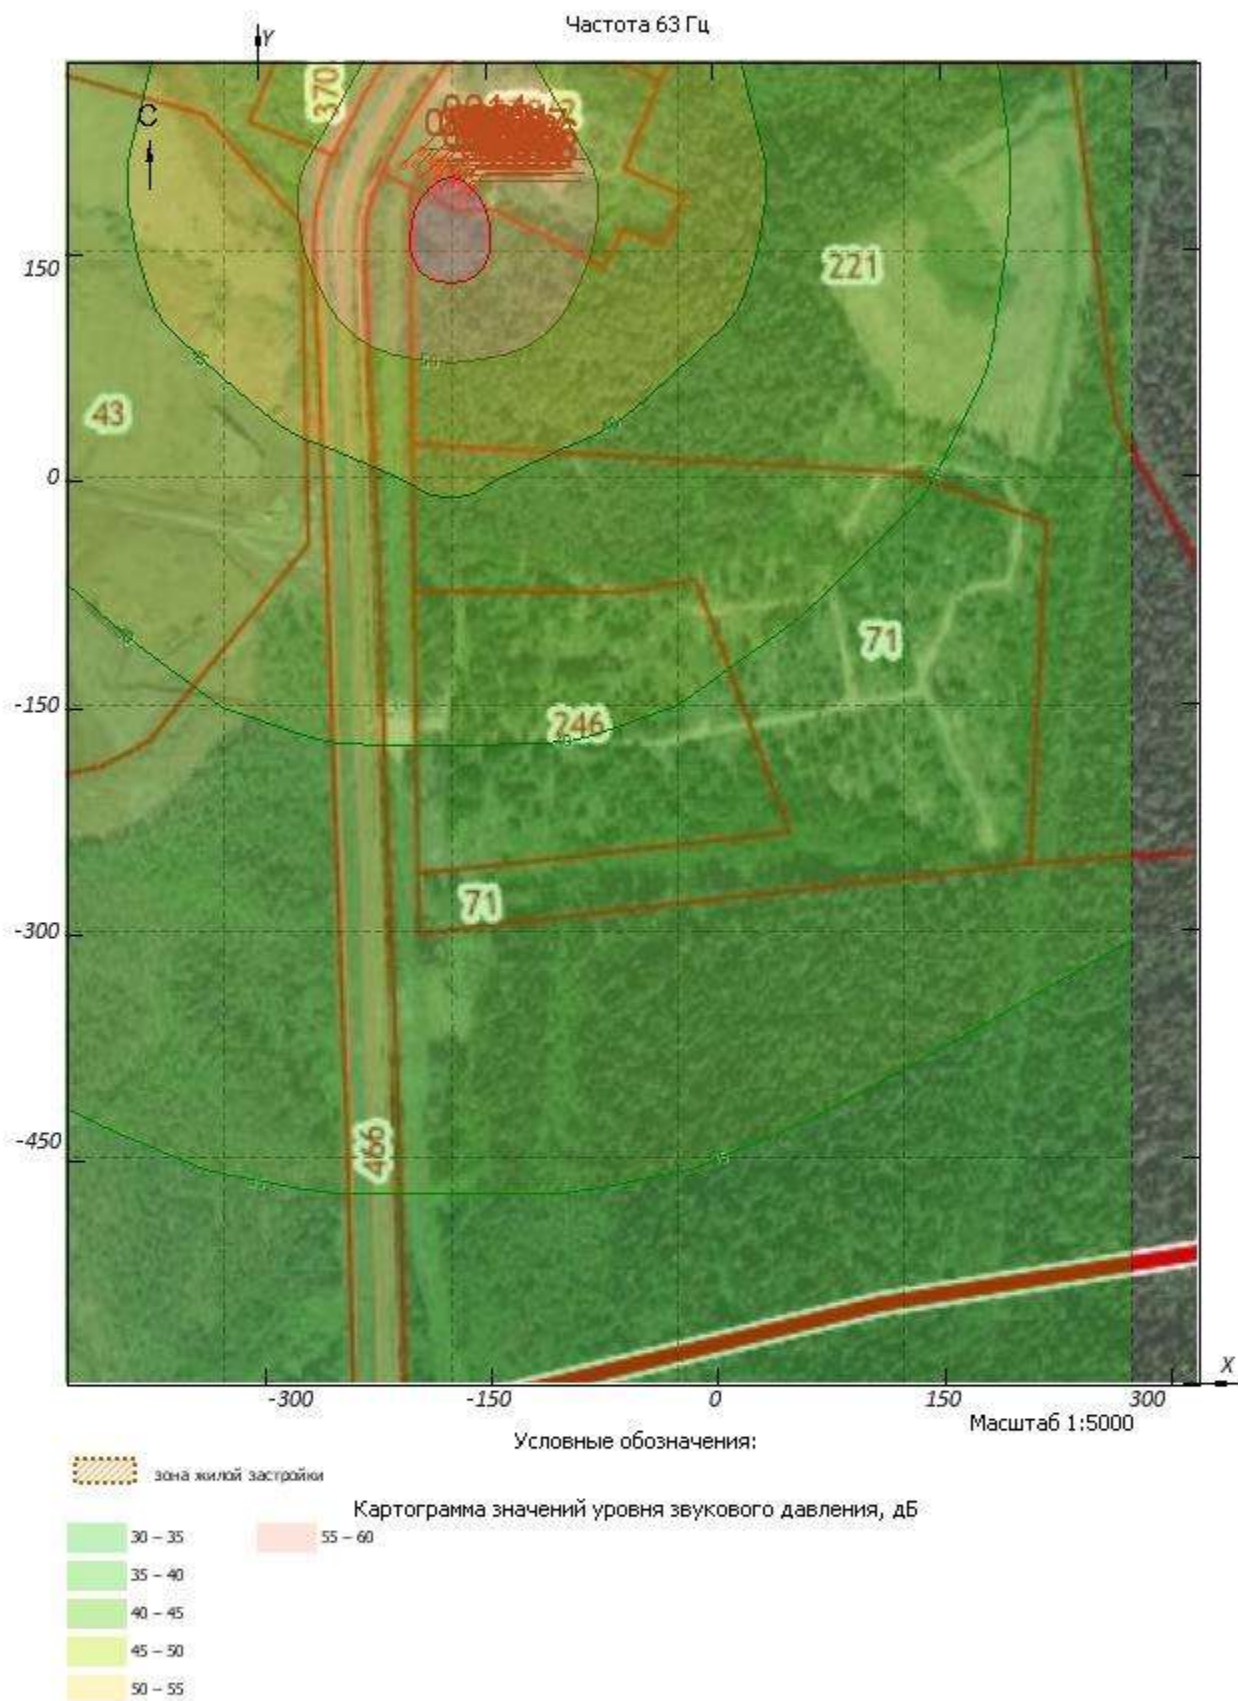 Частота 63 Гц
Y
370
С
150
221
43
0
71
-150
246
71
-300
-450
466
X
-300 -150 0 150 300
Масштаб 1:5000
Условные обозначения:
зона жилой застройки
Картограмма значений уровня звукового давления, дБ
30 – 35 55 – 60
35 – 40
40 – 45
45 – 50
50 – 55